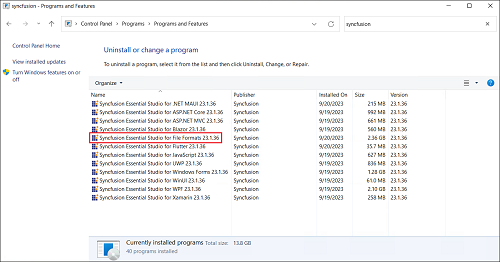 Programs and Features
Control Panel > Programs > Programs and Features
syncfusion
Control Panel Home
View installed updates
Turn Windows features on or off
Uninstall or change a program
To uninstall a program, select it from the list and then click Uninstall, Change, or Repair.
Organize
Name Publisher Installed On Size Version
Syncfusion Essential Studio for .NET MAUI 23.1.36 Syncfusion 9/20/2023 215 MB 23.1.36
Syncfusion Essential Studio for ASP.NET Core 23.1.36 Syncfusion 9/19/2023 992 MB 23.1.36
Syncfusion Essential Studio for ASP.NET MVC 23.1.36 Syncfusion 9/19/2023 661 MB 23.1.36
Syncfusion Essential Studio for Blazor 23.1.36 Syncfusion 9/19/2023 560 MB 23.1.36
Syncfusion Essential Studio for File Formats 23.1.36 Syncfusion 9/20/2023 2.36 GB 23.1.36
Syncfusion Essential Studio for Flutter 23.1.36 Syncfusion 9/20/2023 35.7 MB 23.1.36
Syncfusion Essential Studio for JavaScript 23.1.36 Syncfusion 9/19/2023 627 MB 23.1.36
Syncfusion Essential Studio for UWP 23.1.36 Syncfusion 9/19/2023 836 MB 23.1.36
Syncfusion Essential Studio for Windows Forms 23.1.36 Syncfusion 9/19/2023 1.28 GB 23.1.36
Syncfusion Essential Studio for WinUI 23.1.36 Syncfusion 9/19/2023 61.0 MB 23.1.36
Syncfusion Essential Studio for WPF 23.1.36 Syncfusion 9/19/2023 2.10 GB 23.1.36
Syncfusion Essential Studio for Xamarin 23.1.36 Syncfusion 9/19/2023 258 MB 23.1.36
Currently installed programs Total size: 13.8 GB
40 programs installed